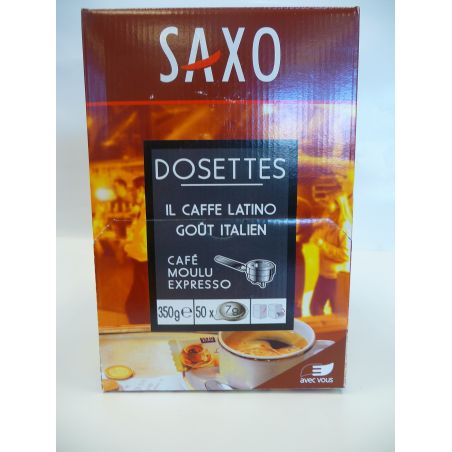 SAXO
DOSETTES
IL CAFFE LATINO
GOÛT ITALIEN
CAFÉ
MOULU
EXPRESSO
350g e 50 x 7g
avec vous